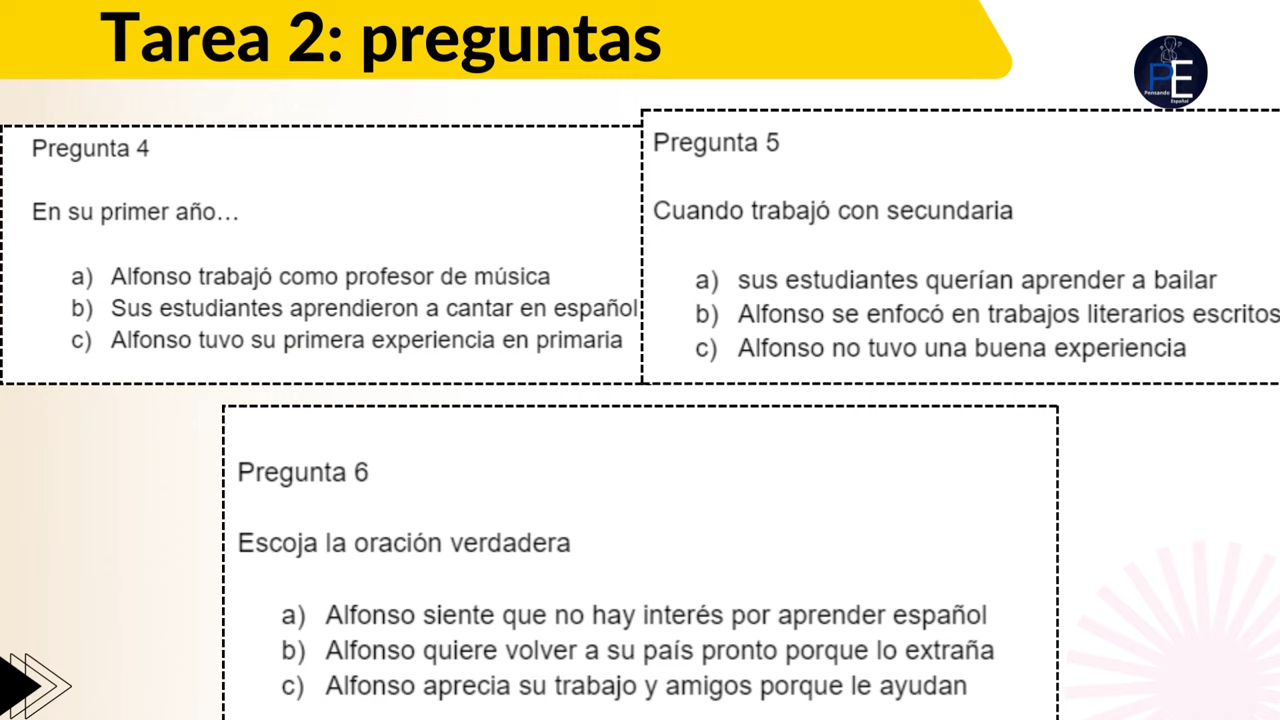 Tarea 2: preguntas
PE
Pensando
Español
Pregunta 4
En su primer año...
a) Alfonso trabajó como profesor de música
b) Sus estudiantes aprendieron a cantar en español
c) Alfonso tuvo su primera experiencia en primaria
Pregunta 5
Cuando trabajó con secundaria
a) sus estudiantes querían aprender a bailar
b) Alfonso se enfocó en trabajos literarios escritos
c) Alfonso no tuvo una buena experiencia
Pregunta 6
Escoja la oración verdadera
a) Alfonso siente que no hay interés por aprender español
b) Alfonso quiere volver a su país pronto porque lo extraña
c) Alfonso aprecia su trabajo y amigos porque le ayudan